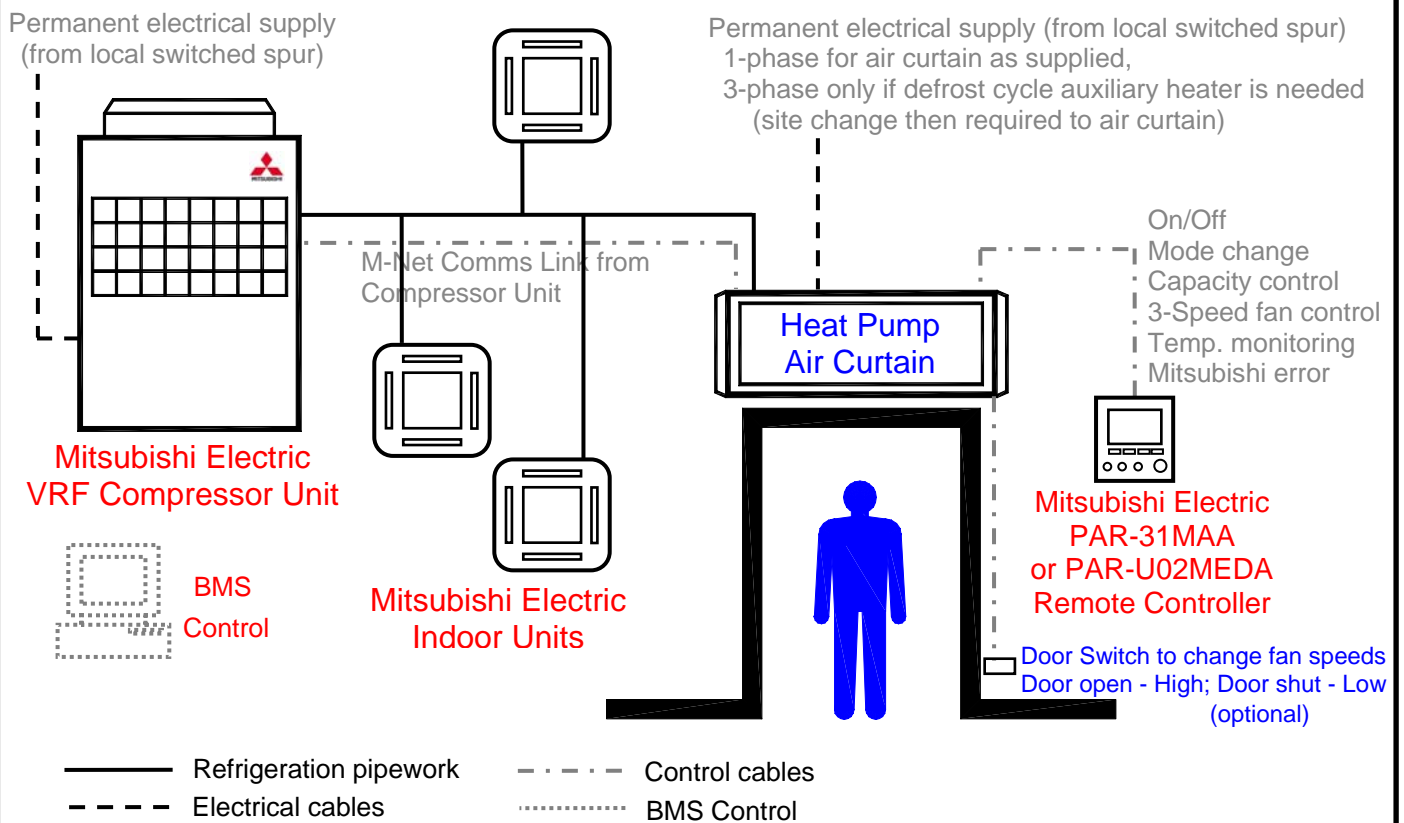 Permanent electrical supply
(from local switched spur)
Permanent electrical supply (from local switched spur)
1-phase for air curtain as supplied,
3-phase only if defrost cycle auxiliary heater is needed
(site change then required to air curtain)
MITSUBISHI
On/Off
Mode change
Capacity control
3-Speed fan control
Temp. monitoring
Mitsubishi error
M-Net Comms Link from
Compressor Unit
Heat Pump
Air Curtain
Mitsubishi Electric
VRF Compressor Unit
Mitsubishi Electric
PAR-31MAA
or PAR-U02MEDA
Remote Controller
BMS
Control
Mitsubishi Electric
Indoor Units
Door Switch to change fan speeds
Door open - High; Door shut - Low
(optional)
Refrigeration pipework
Control cables
Electrical cables
BMS Control